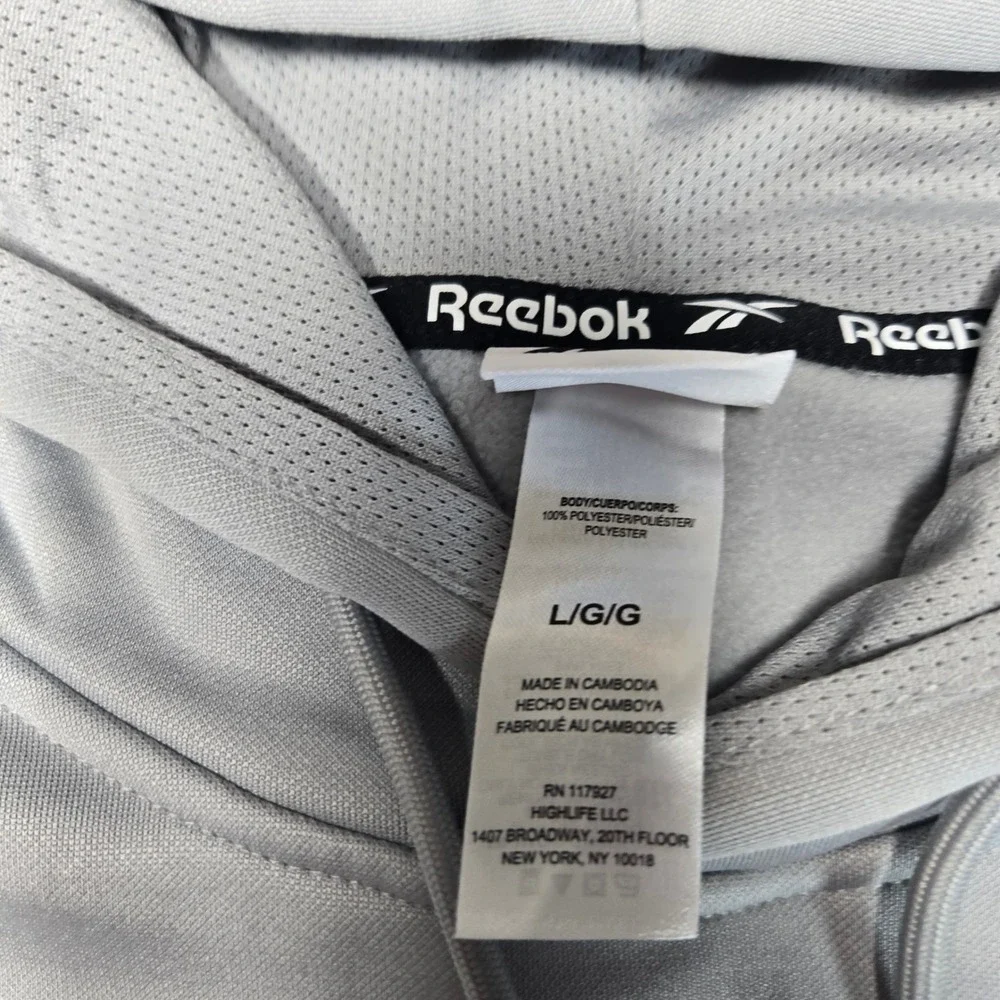 Reebok Reeb
BODY/CUERPO/CORPS:
100% POLYESTER/POLIÉSTER/
POLYESTER
L/G/G
MADE IN CAMBODIA
HECHO EN CAMBOYA
FABRIQUÉ AU CAMBODGE
RN 117927
HIGHLIFE LLC
1407 BROADWAY, 20TH FLOOR
NEW YORK, NY 10018